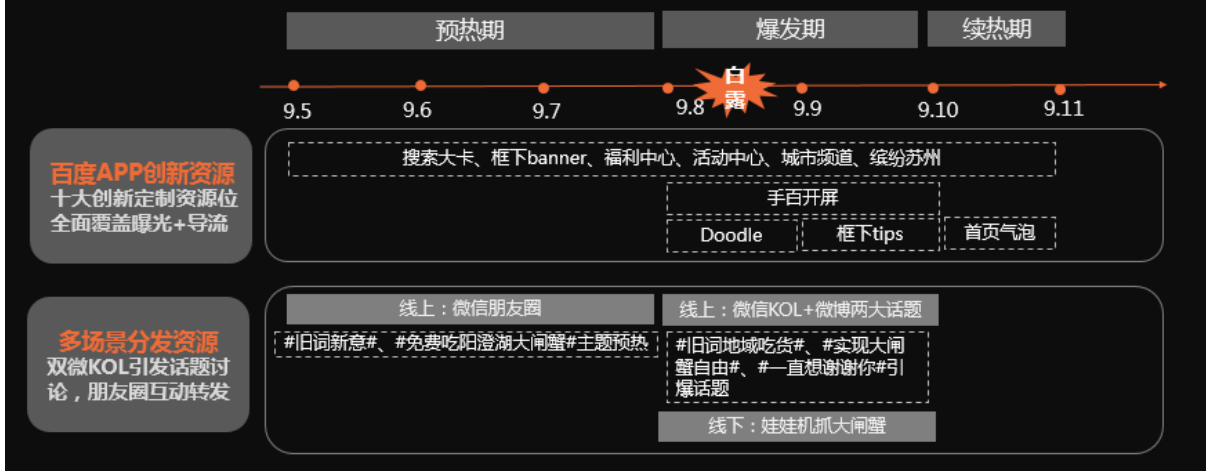 预热期
爆发期
续热期
白
露
9.5
9.6
9.7
9.8
9.9
9.10
9.11
百度APP创新资源
十大创新定制资源位
全面覆盖曝光+导流
搜索大卡、框下banner、福利中心、活动中心、城市频道、缤纷苏州
手百开屏
Doodle
框下tips
首页气泡
多场景分发资源
双微KOL引发话题讨
论，朋友圈互动转发
线上：微信朋友圈
#旧词新意#、#免费吃阳澄湖大闸蟹#主题预热
线上：微信KOL+微博两大话题
#旧词地域吃货#、#实现大闸
蟹自由#、#一直想谢谢你#引
爆话题
线下：娃娃机抓大闸蟹